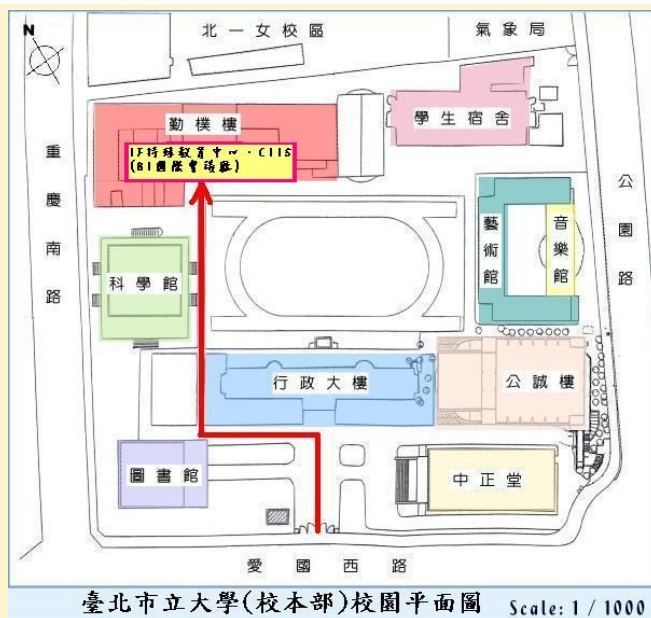 N
北一女校區
氣象局
勤樸樓
1F特殊教育中心、C115
(B1國際會議廳)
學生宿舍
重慶南路
公園路
藝術館
音樂館
科學館
行政大樓
公誠樓
圖書館
中正堂
愛國西路
臺北市立大學(校本部)校園平面圖 Scale: 1 / 1000